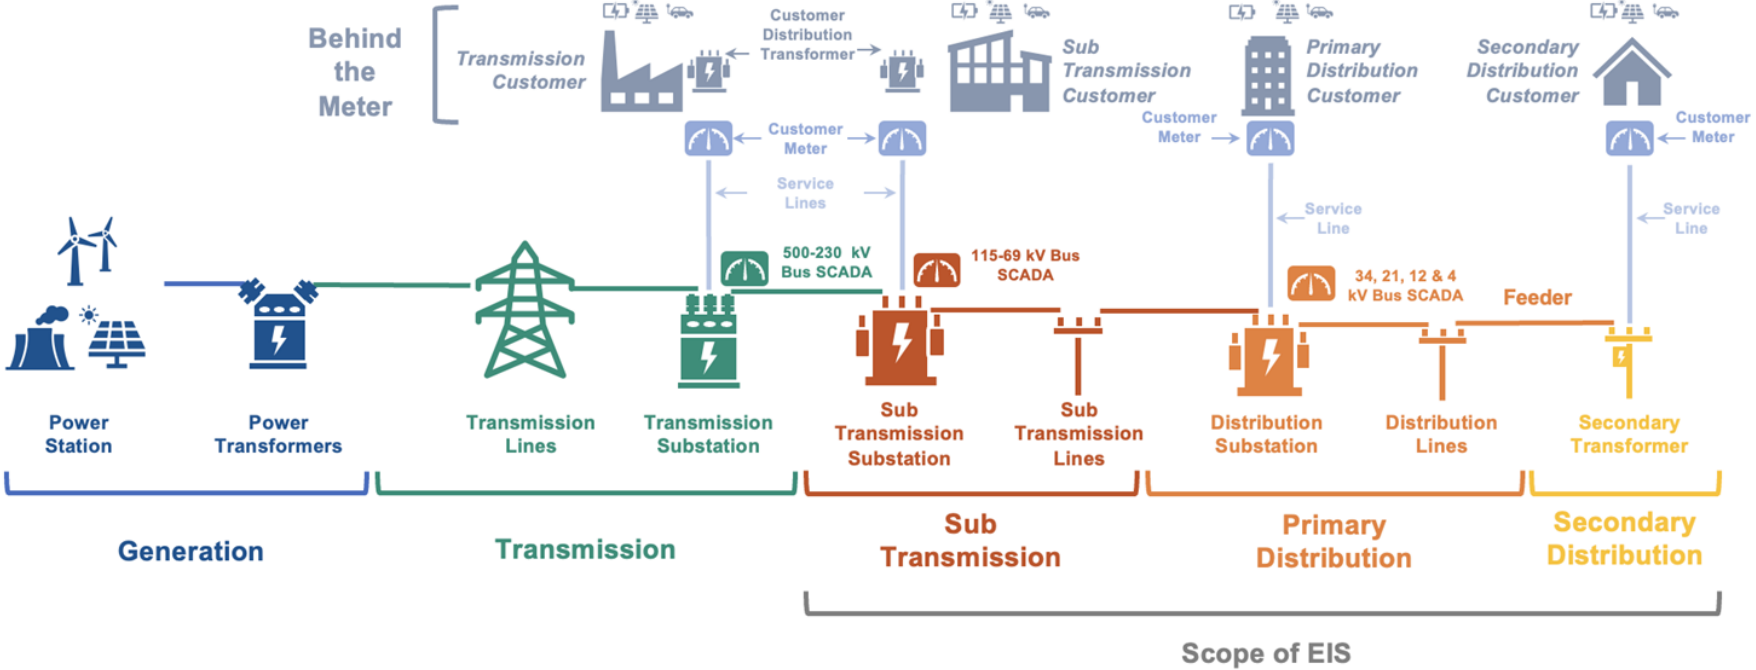 Behind
the
Meter
Transmission
Customer
Customer
Distribution
Transformer
Sub
Transmission
Customer
Primary
Distribution
Customer
Secondary
Distribution
Customer
Customer
Meter
Customer
Meter
Customer
Meter
Service
Lines
Service
Line
Service
Line
500-230 kV
Bus SCADA
115-69 kV Bus
SCADA
34, 21, 12 & 4
kV Bus SCADA
Feeder
Power
Station
Power
Transformers
Transmission
Lines
Transmission
Substation
Sub
Transmission
Substation
Sub
Transmission
Lines
Distribution
Substation
Distribution
Lines
Secondary
Transformer
Generation
Transmission
Sub
Transmission
Primary
Distribution
Secondary
Distribution
Scope of EIS